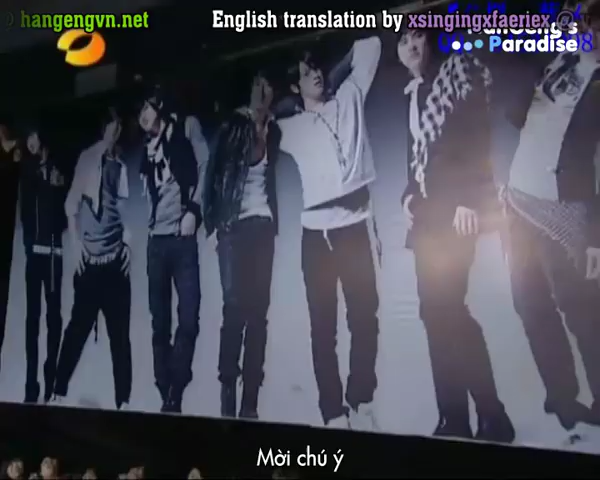 © hangengvn.net
English translation by xsingingxfaeriex @
Paradise
Mời chú ý